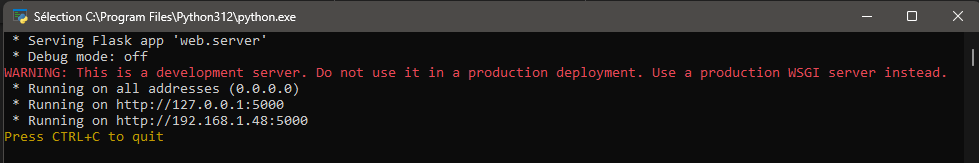 Sélection C:\Program Files\Python312\python.exe
* Serving Flask app 'web.server'
* Debug mode: off
WARNING: This is a development server. Do not use it in a production deployment. Use a production WSGI server instead.
* Running on all addresses (0.0.0.0)
* Running on http://127.0.0.1:5000
* Running on http://192.168.1.48:5000
Press CTRL+C to quit